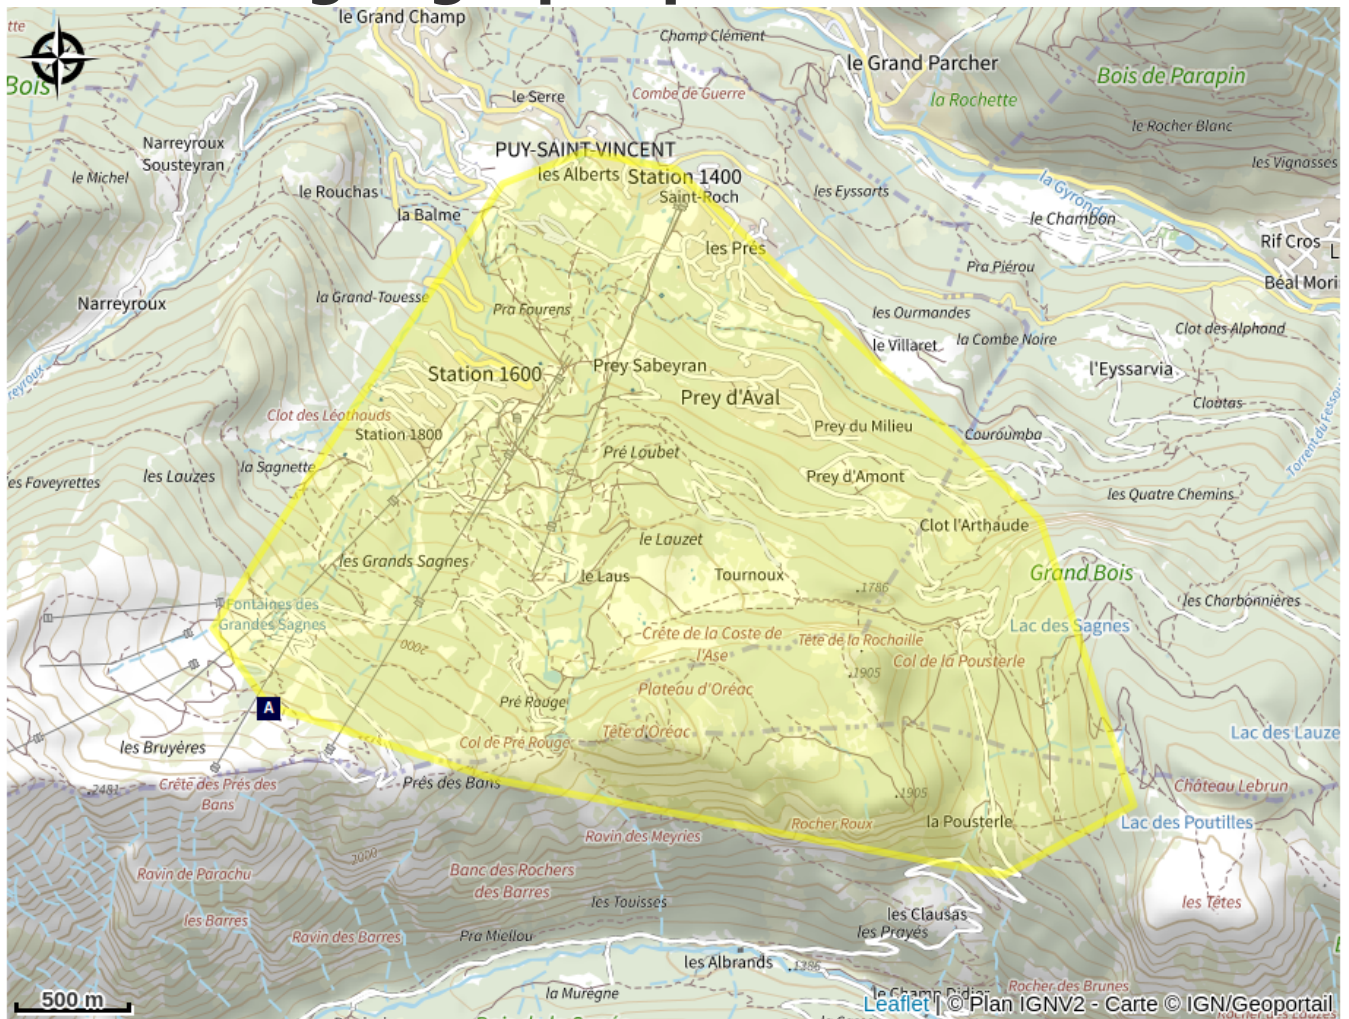 le Grand Champ
Champ Clément
le Grand Parcher
Bois de Parapin
la Rochette
Combe de Guerre
le Serre
Bois
le Rocher Blanc
Narreyroux
Sousteyran
PUY-SAINT-VINCENT
les Vignasses
le Michel
les Alberts
Station 1400
Saint-Roch
le Rouchas
les Eyssarts
la Gyronde
la Balme
le Chambon
Rif Cros
les Prés
Pra Piérou
Béal Mori
Narreyroux
la Grand-Touesse
Pra Fourens
les Ourmandes
Clot des Alphand
la Combe Noire
le Villaret
l'Eyssarvia
Prey Sabeyran
Station 1600
Prey d'Aval
Cloutas
Clot des Léothauds
Station 1800
Prey du Milieu
Couroumba
Torrent du Fesso
Pré Loubet
la Sagnette
les Lauzes
es Faveyrettes
Prey d'Amont
les Quatre Chemins
Clot l'Arthaude
le Lauzet
les Grands Sagnes
le Laus
Tournoux
Grand Bois
.1786
les Charbonnières
Fontaines des
Grandes Sagnes
Lac des Sagnes
Crête de la Coste de
l'Ase
Tête de la Rochaille
2000
Col de la Pousterle
.1905
Plateau d'Oréac
Pré Rouge
A
Tête d'Oréac
Lac des Lauze
les Bruyères
Col de Pré Rouge
Prés des Bans
.2481
Crête des Prés des
Bans
Château Lebrun
.1905
la Pousterle
Lac des Poutilles
Rocher Roux
Ravin des Meyries
2000
Ravin de Parachu
Banc des Rochers
des Barres
les Touisses
les Têtes
les Clausas
les Prayés
les Barres
Ravin des Barres
Pra Miellou
les Albrands
.1386
la Muregne
le Champ Didier
Rocher des Brunes
500 m
Leaflet | © Plan IGNV2 - Carte © IGN/Geoportail